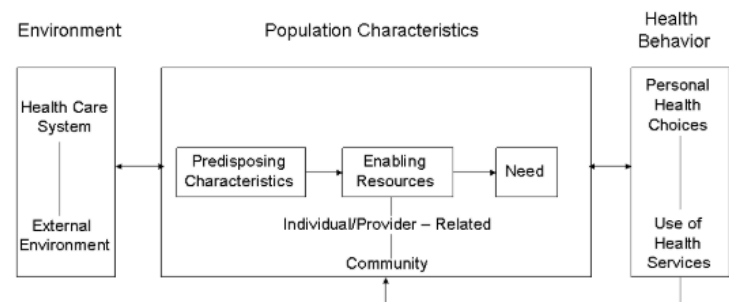 Environment
Population Characteristics
Health
Behavior
Health Care
System
External
Environment
Predisposing
Characteristics
Enabling
Resources
Need
Individual/Provider – Related
Community
Personal
Health
Choices
Use of
Health
Services